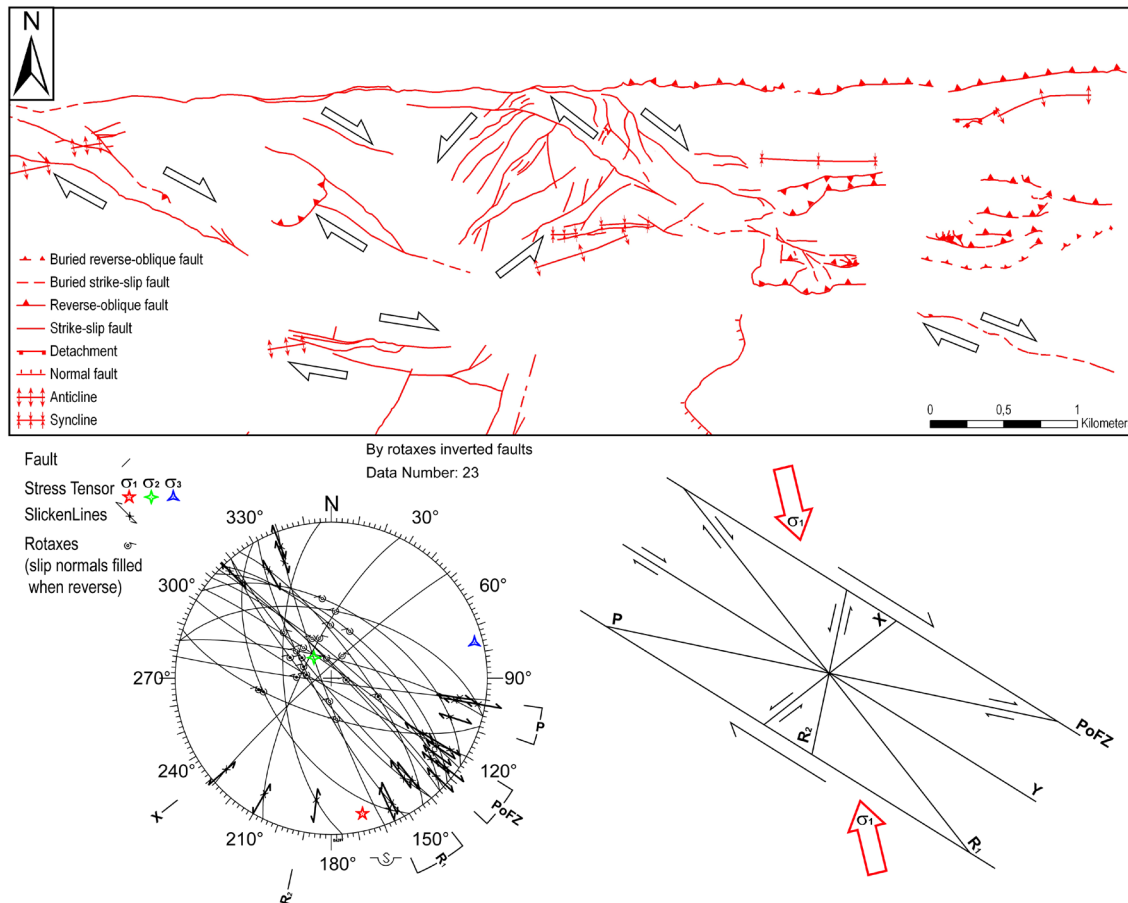 N
Buried reverse-oblique fault
Buried strike-slip fault
Reverse-oblique fault
Strike-slip fault
Detachment
Normal fault
Anticline
Syncline
0 0,5 1
Kilometer
By rotaxes inverted faults
Data Number: 23
Fault
Stress Tensor σ1 σ2 σ3
SlickenLines
Rotaxes
(slip normals filled
when reverse)
N
330° 30°
300° 60°
270° 90°
240° 120°
210° 150°
180°
P
PoFZ
R1
S
R2
X
σ1
P
X
R2
PoFZ
Y
R1
σ1